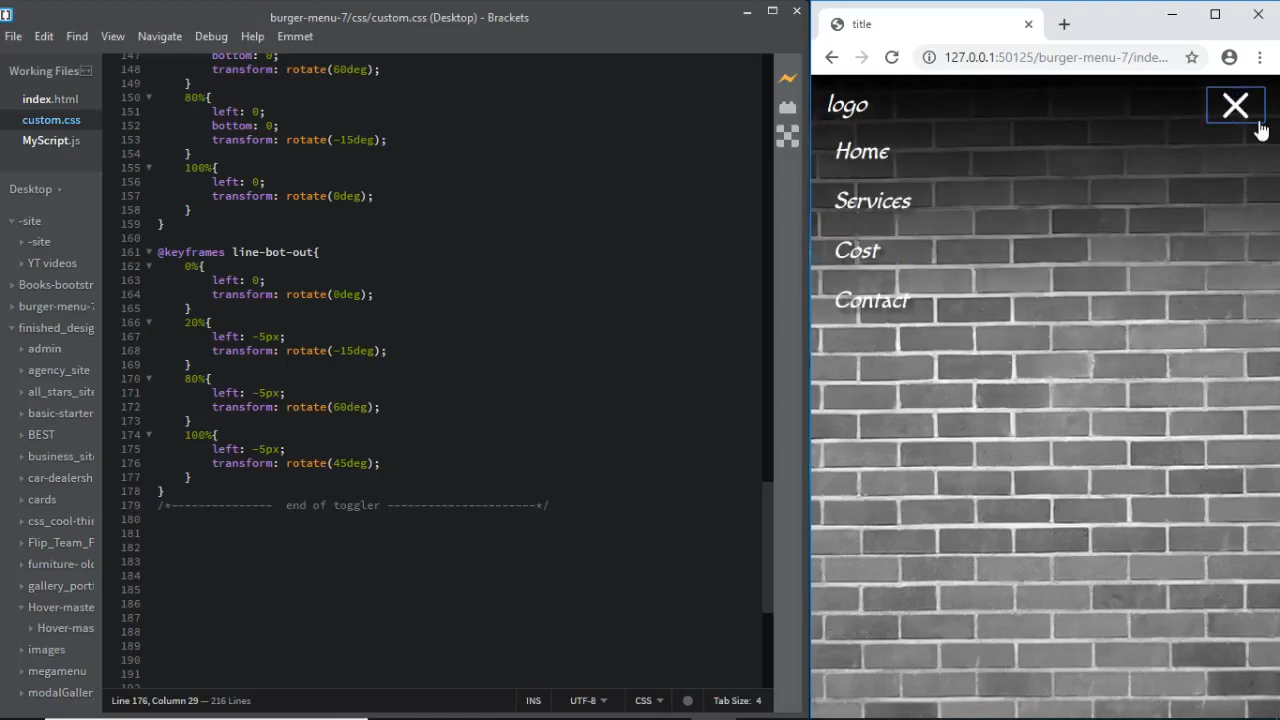 burger-menu-7/css/custom.css (Desktop) - Brackets
File Edit Find View Navigate Debug Help Emmet
Working Files
index.html
custom.css
MyScript.js
Desktop
-site
-site
YT videos
Books-bootstr
burger-menu-7
finished_desig
admin
agency_site
all_stars_site
basic-starter
BEST
business_site
car-dealersh
cards
css_cool-thin
Flip_Team_F
furniture- old
gallery_portf
Hover-maste
Hover-mas
images
megamenu
modalGaller
147 bottom: 0;
148 transform: rotate(60deg);
149 }
150 80%{
151 left: 0;
152 bottom: 0;
153 transform: rotate(-15deg);
154 }
155 100%{
156 left: 0;
157 transform: rotate(0deg);
158 }
159 }
160
161 @keyframes line-bot-out{
162 0%{
163 left: 0;
164 transform: rotate(0deg);
165 }
166 20%{
167 left: -5px;
168 transform: rotate(-15deg);
169 }
170 80%{
171 left: -5px;
172 transform: rotate(60deg);
173 }
174 100%{
175 left: -5px;
176 transform: rotate(45deg);
177 }
178 }
179 /*--------------- end of toggler ----------------------*/
180
181
182
183
184
185
186
187
188
189
190
191
Line 176, Column 29 — 216 Lines
INS UTF-8 CSS Tab Size: 4
title
127.0.0.1:50125/burger-menu-7/inde...
logo
Home
Services
Cost
Contact